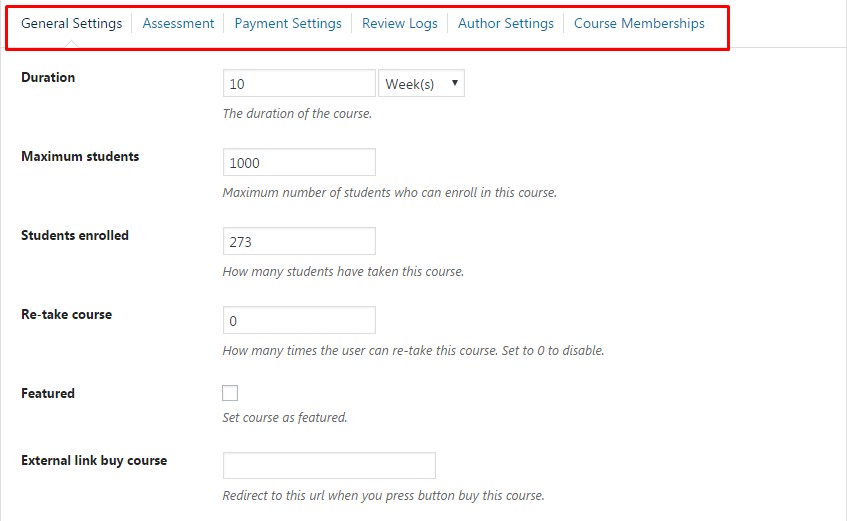 General Settings Assessment Payment Settings Review Logs Author Settings Course Memberships
Duration 10 Week(s)
The duration of the course.
Maximum students 1000
Maximum number of students who can enroll in this course.
Students enrolled 273
How many students have taken this course.
Re-take course 0
How many times the user can re-take this course. Set to 0 to disable.
Featured
Set course as featured.
External link buy course
Redirect to this url when you press button buy this course.